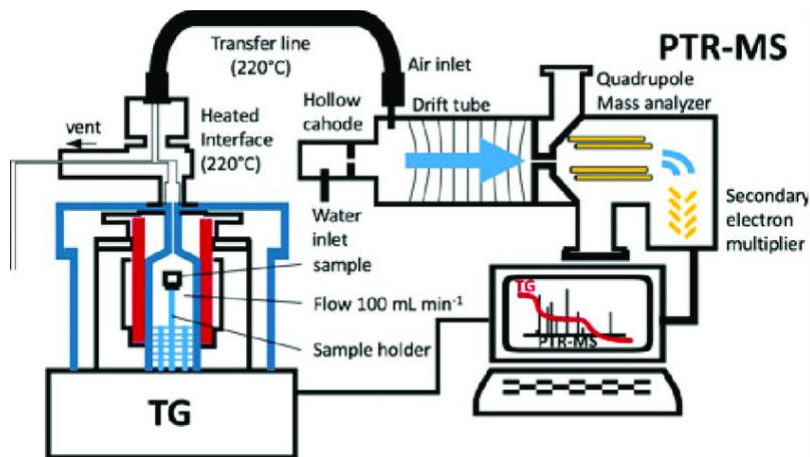 Transfer line
(220°C)
Air inlet
PTR-MS
Quadrupole
Mass analyzer
Hollow
cahode
Drift tube
Heated
Interface
(220°C)
vent
Water
inlet
Secondary
electron
multiplier
sample
Flow 100 mL min⁻¹
Sample holder
TG
TG
PTR-MS